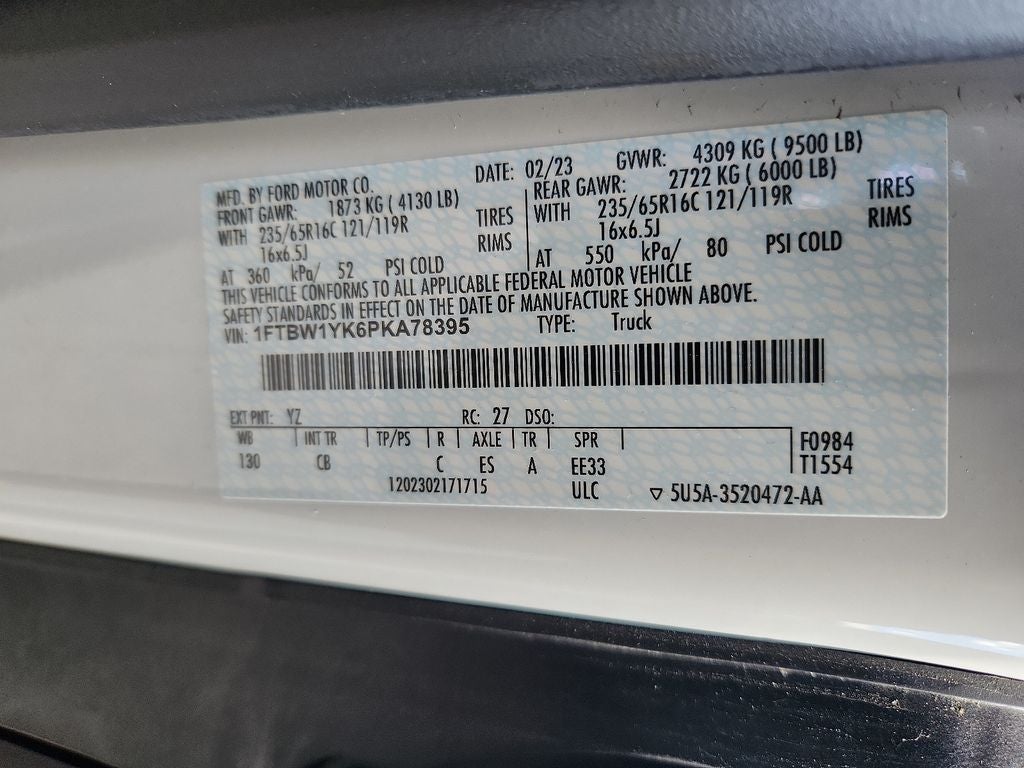 MFD. BY FORD MOTOR CO. DATE: 02/23 GVWR: 4309 KG ( 9500 LB)
FRONT GAWR: 1873 KG ( 4130 LB) REAR GAWR: 2722 KG ( 6000 LB)
WITH 235/65R16C 121/119R TIRES WITH 235/65R16C 121/119R TIRES
16x6.5J RIMS 16x6.5J RIMS
AT 360 kPa/ 52 PSI COLD AT 550 kPa/ 80 PSI COLD
THIS VEHICLE CONFORMS TO ALL APPLICABLE FEDERAL MOTOR VEHICLE
SAFETY STANDARDS IN EFFECT ON THE DATE OF MANUFACTURE SHOWN ABOVE.
VIN: 1FTBW1YK6PKA78395 TYPE: Truck
EXT PNT: YZ RC: 27 DSO:
WB INT TR TP/PS R AXLE TR SPR F0984
130 CB C ES A EE33 T1554
1202302171715 ULC ▽ 5U5A-3520472-AA